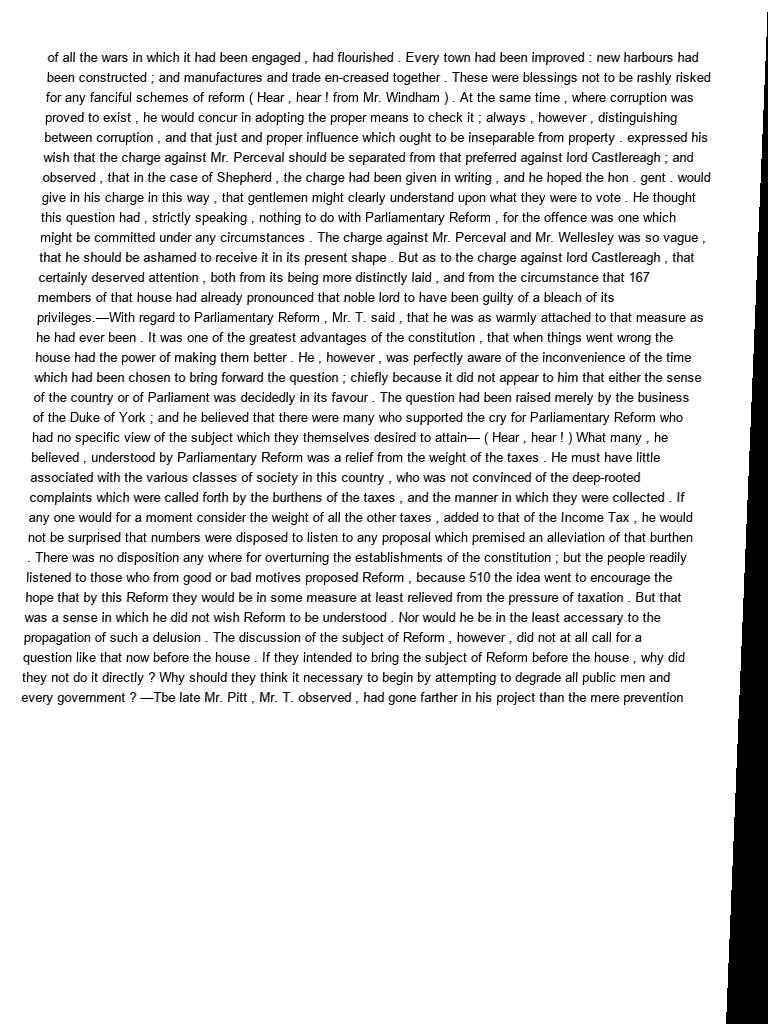 of all the wars in which it had been engaged , had flourished . Every town had been improved : new harbours had
been constructed ; and manufactures and trade en-creased together . These were blessings not to be rashly risked
for any fanciful schemes of reform ( Hear , hear ! from Mr. Windham ) . At the same time , where corruption was
proved to exist , he would concur in adopting the proper means to check it ; always , however , distinguishing
between corruption , and that just and proper influence which ought to be inseparable from property . expressed his
wish that the charge against Mr. Perceval should be separated from that preferred against lord Castlereagh ; and
observed , that in the case of Shepherd , the charge had been given in writing , and he hoped the hon . gent . would
give in his charge in this way , that gentlemen might clearly understand upon what they were to vote . He thought
this question had , strictly speaking , nothing to do with Parliamentary Reform , for the offence was one which
might be committed under any circumstances . The charge against Mr. Perceval and Mr. Wellesley was so vague ,
that he should be ashamed to receive it in its present shape . But as to the charge against lord Castlereagh , that
certainly deserved attention , both from its being more distinctly laid , and from the circumstance that 167
members of that house had already pronounced that noble lord to have been guilty of a bleach of its
privileges.—With regard to Parliamentary Reform , Mr. T. said , that he was as warmly attached to that measure as
he had ever been . It was one of the greatest advantages of the constitution , that when things went wrong the
house had the power of making them better . He , however , was perfectly aware of the inconvenience of the time
which had been chosen to bring forward the question ; chiefly because it did not appear to him that either the sense
of the country or of Parliament was decidedly in its favour . The question had been raised merely by the business
of the Duke of York ; and he believed that there were many who supported the cry for Parliamentary Reform who
had no specific view of the subject which they themselves desired to attain— ( Hear , hear ! ) What many , he
believed , understood by Parliamentary Reform was a relief from the weight of the taxes . He must have little
associated with the various classes of society in this country , who was not convinced of the deep-rooted
complaints which were called forth by the burthens of the taxes , and the manner in which they were collected . If
any one would for a moment consider the weight of all the other taxes , added to that of the Income Tax , he would
not be surprised that numbers were disposed to listen to any proposal which premised an alleviation of that burthen
. There was no disposition any where for overturning the establishments of the constitution ; but the people readily
listened to those who from good or bad motives proposed Reform , because 510 the idea went to encourage the
hope that by this Reform they would be in some measure at least relieved from the pressure of taxation . But that
was a sense in which he did not wish Reform to be understood . Nor would he be in the least accessary to the
propagation of such a delusion . The discussion of the subject of Reform , however , did not at all call for a
question like that now before the house . If they intended to bring the subject of Reform before the house , why did
they not do it directly ? Why should they think it necessary to begin by attempting to degrade all public men and
every government ? —Tbe late Mr. Pitt , Mr. T. observed , had gone farther in his project than the mere prevention